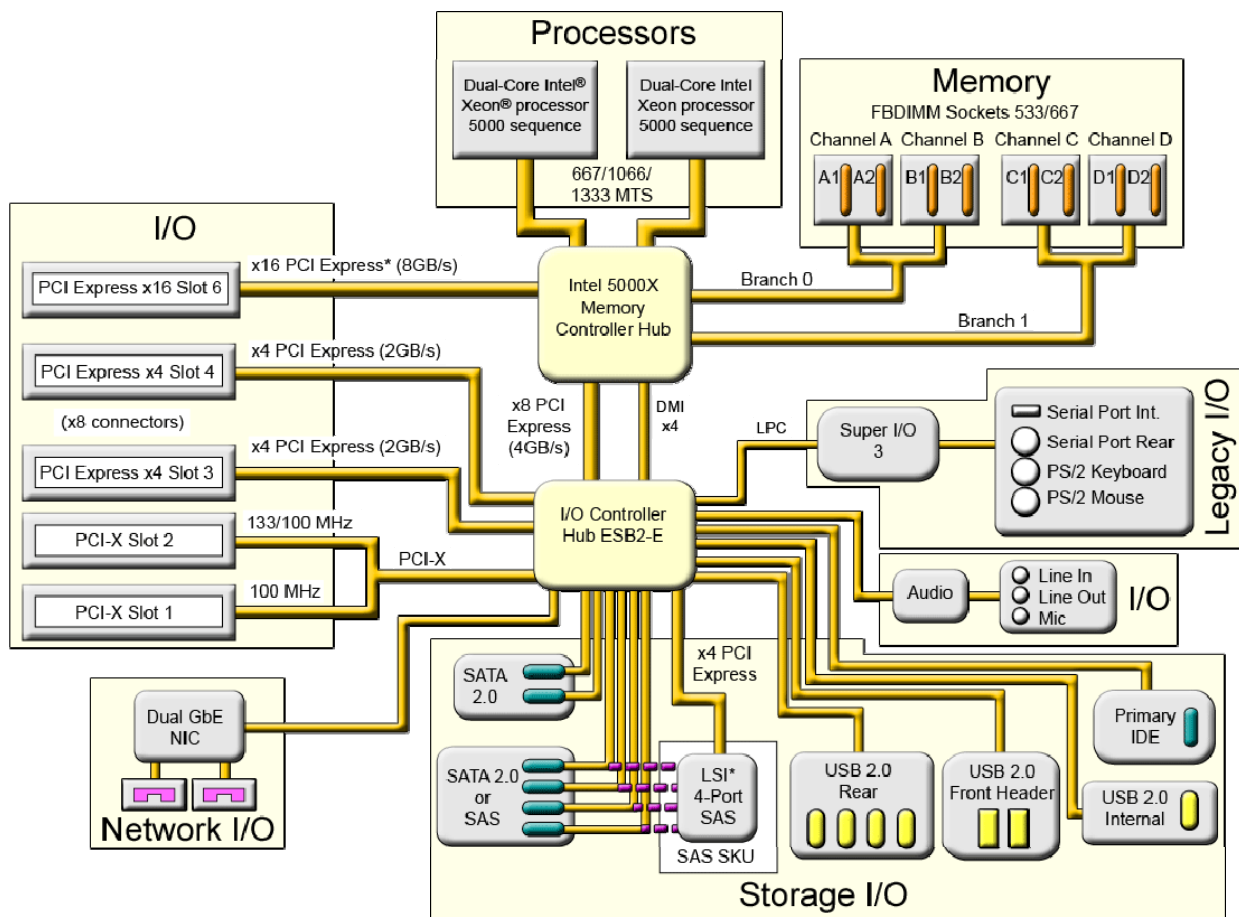 Processors
Dual-Core Intel®
Xeon® processor
5000 sequence
Dual-Core Intel
Xeon processor
5000 sequence
667/1066/
1333 MTS
Memory
FBDIMM Sockets 533/667
Channel A
Channel B
Channel C
Channel D
A1
A2
B1
B2
C1
C2
D1
D2
I/O
PCI Express x16 Slot 6
x16 PCI Express* (8GB/s)
Intel 5000X
Memory
Controller Hub
Branch 0
Branch 1
PCI Express x4 Slot 4
x4 PCI Express (2GB/s)
(x8 connectors)
PCI Express x4 Slot 3
x4 PCI Express (2GB/s)
x8 PCI
Express
(4GB/s)
DMI
x4
LPC
Super I/O
3
Serial Port Int.
Serial Port Rear
PS/2 Keyboard
PS/2 Mouse
Legacy I/O
PCI-X Slot 2
133/100 MHz
PCI-X
PCI-X Slot 1
100 MHz
I/O Controller
Hub ESB2-E
Audio
Line In
Line Out
Mic
I/O
Dual GbE
NIC
Network I/O
SATA
2.0
x4 PCI
Express
SATA 2.0
or
SAS
LSI*
4-Port
SAS
SAS SKU
USB 2.0
Rear
USB 2.0
Front Header
Primary
IDE
USB 2.0
Internal
Storage I/O